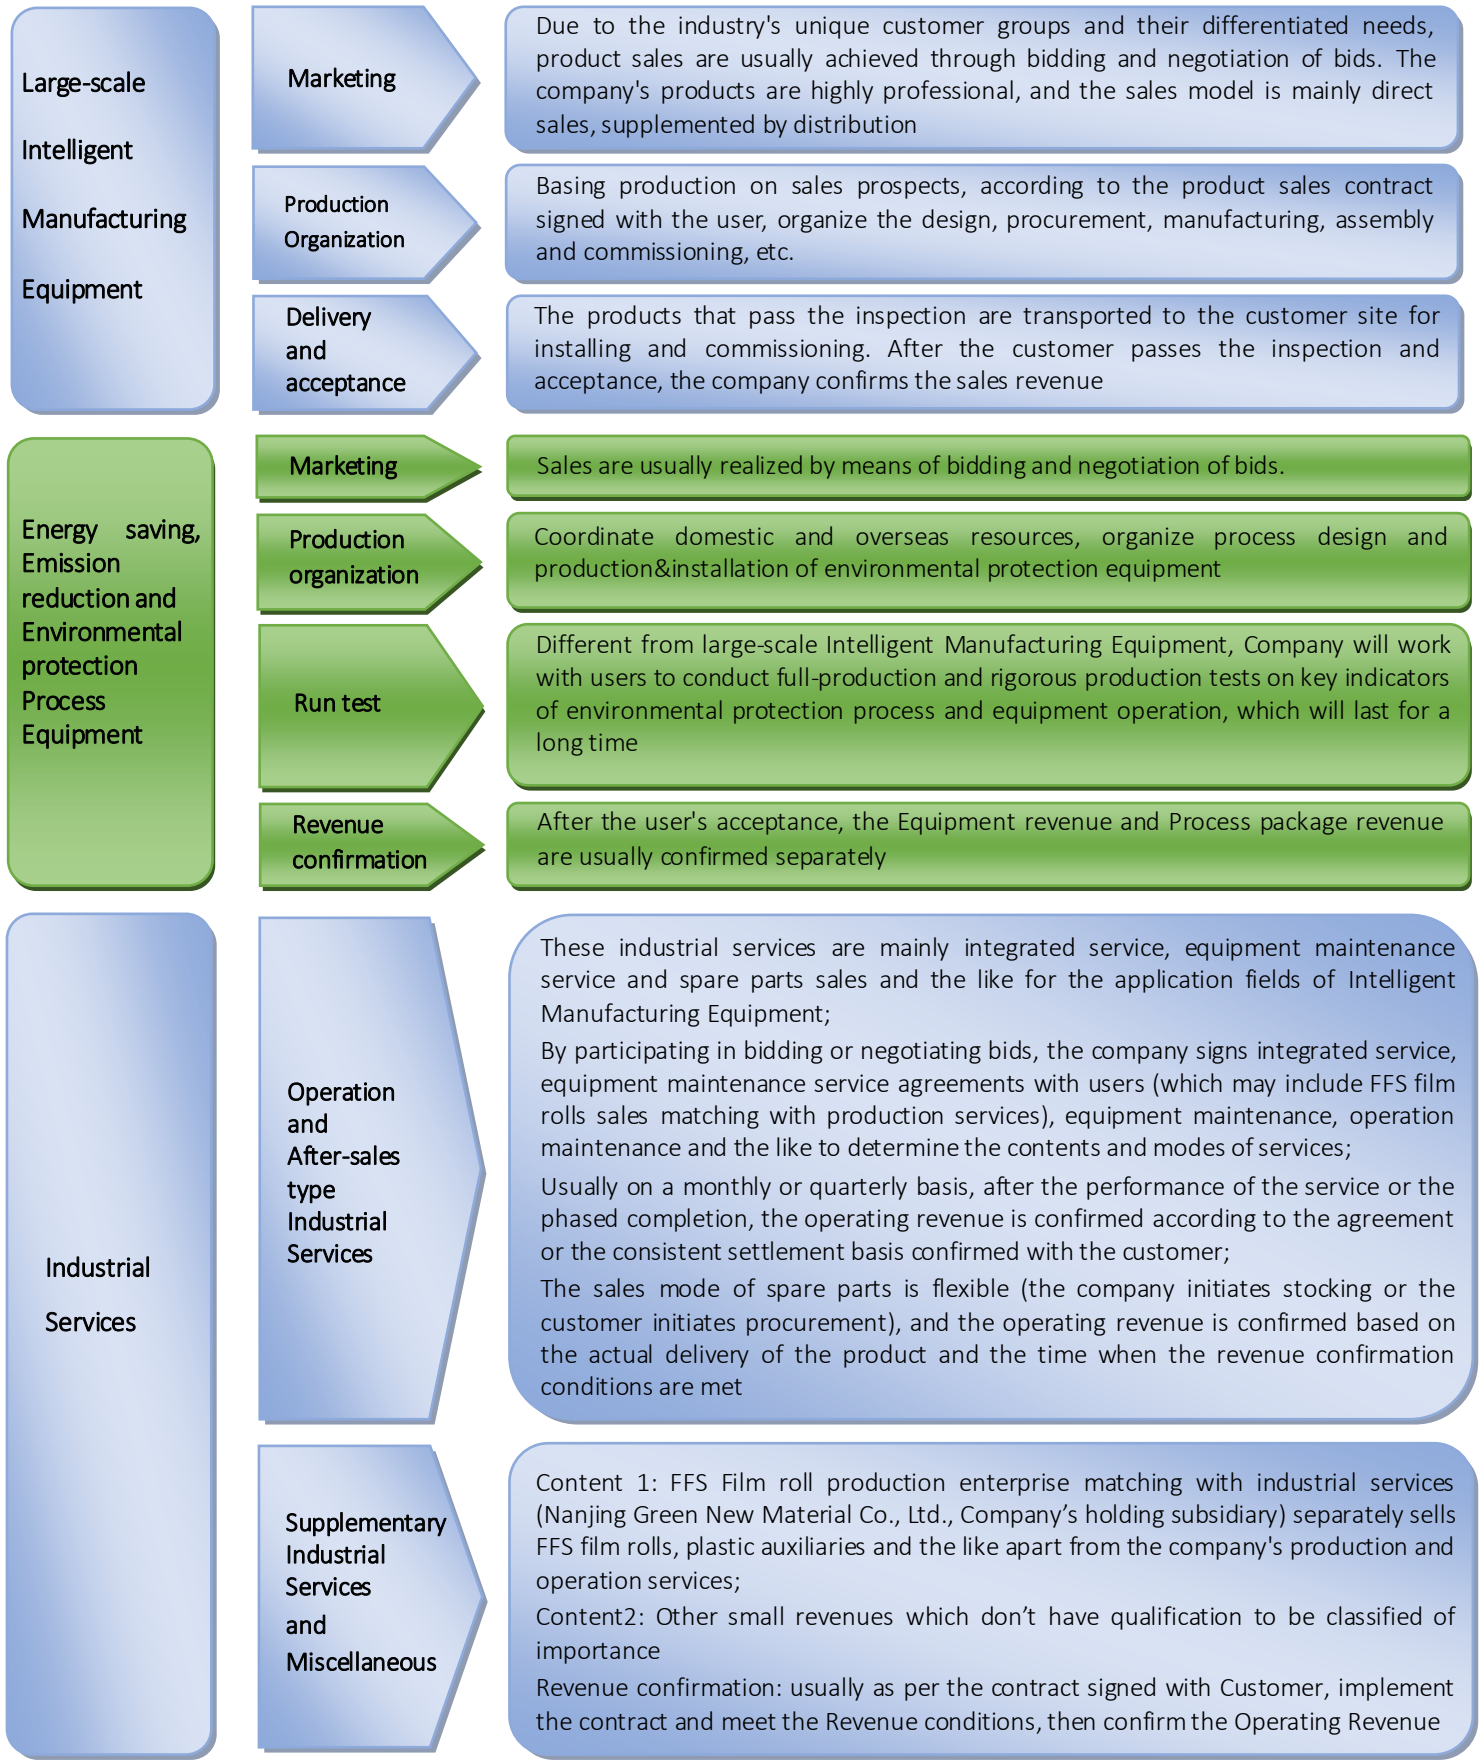 Large-scale
Intelligent
Manufacturing
Equipment
Marketing
Due to the industry's unique customer groups and their differentiated needs,
product sales are usually achieved through bidding and negotiation of bids. The
company's products are highly professional, and the sales model is mainly direct
sales, supplemented by distribution
Production
Organization
Basing production on sales prospects, according to the product sales contract
signed with the user, organize the design, procurement, manufacturing, assembly
and commissioning, etc.
Delivery
and
acceptance
The products that pass the inspection are transported to the customer site for
installing and commissioning. After the customer passes the inspection and
acceptance, the company confirms the sales revenue
Energy saving,
Emission
reduction and
Environmental
protection
Process
Equipment
Marketing
Sales are usually realized by means of bidding and negotiation of bids.
Production
organization
Coordinate domestic and overseas resources, organize process design and
production&installation of environmental protection equipment
Run test
Different from large-scale Intelligent Manufacturing Equipment, Company will work
with users to conduct full-production and rigorous production tests on key indicators
of environmental protection process and equipment operation, which will last for a
long time
Revenue
confirmation
After the user's acceptance, the Equipment revenue and Process package revenue
are usually confirmed separately
Industrial
Services
Operation
and
After-sales
type
Industrial
Services
These industrial services are mainly integrated service, equipment maintenance
service and spare parts sales and the like for the application fields of Intelligent
Manufacturing Equipment;
By participating in bidding or negotiating bids, the company signs integrated service,
equipment maintenance service agreements with users (which may include FFS film
rolls sales matching with production services), equipment maintenance, operation
maintenance and the like to determine the contents and modes of services;
Usually on a monthly or quarterly basis, after the performance of the service or the
phased completion, the operating revenue is confirmed according to the agreement
or the consistent settlement basis confirmed with the customer;
The sales mode of spare parts is flexible (the company initiates stocking or the
customer initiates procurement), and the operating revenue is confirmed based on
the actual delivery of the product and the time when the revenue confirmation
conditions are met
Supplementary
Industrial
Services
and
Miscellaneous
Content 1: FFS Film roll production enterprise matching with industrial services
(Nanjing Green New Material Co., Ltd., Company’s holding subsidiary) separately sells
FFS film rolls, plastic auxiliaries and the like apart from the company's production and
operation services;
Content2: Other small revenues which don’t have qualification to be classified of
importance
Revenue confirmation: usually as per the contract signed with Customer, implement
the contract and meet the Revenue conditions, then confirm the Operating Revenue